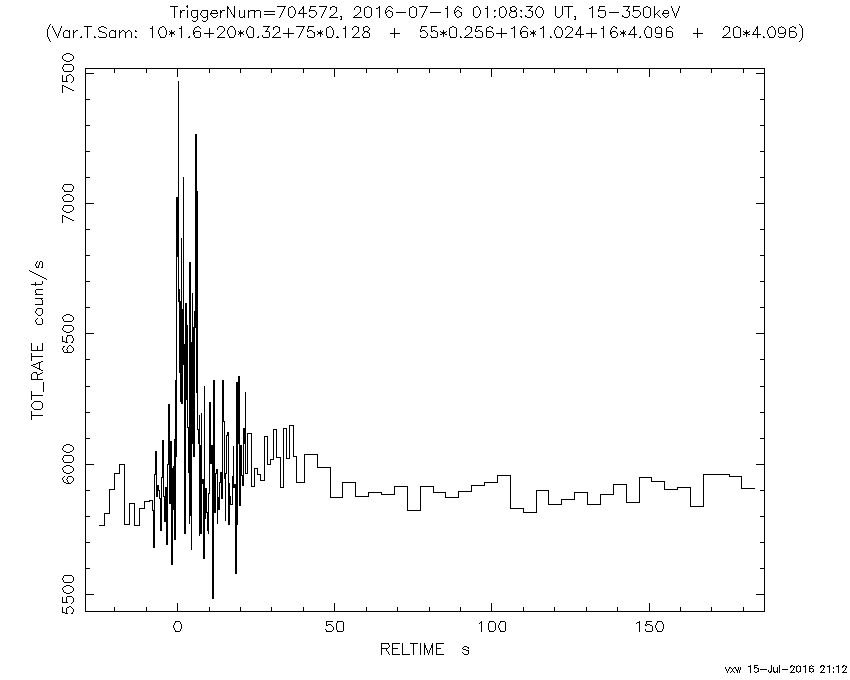 TriggerNum=704572, 2016-07-16 01:08:30 UT, 15-350keV
(Var.T.Sam: 10*1.6+20*0.32+75*0.128 + 55*0.256+16*1.024+16*4.096 + 20*4.096)
7500
7000
6500
6000
5500
TOT_RATE count/s
0 50 100 150
RELTIME s
vxw 15-Jul-2016 21:12